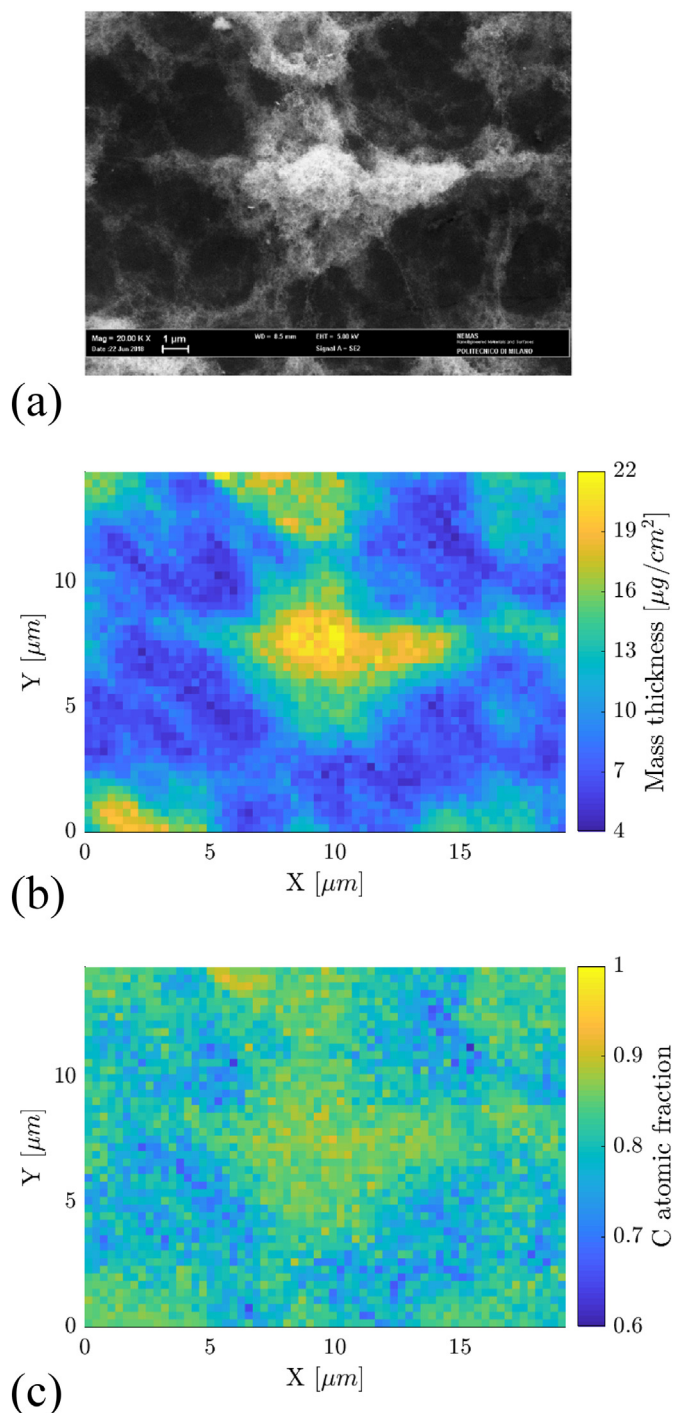 Mag = 20.00 K X 1 µm WD = 8.5 mm EHT = 5.00 kV NEMAS
Date :22 Jun 2018 Signal A = SE2 POLITECNICO DI MILANO
(a)
22
19
16
13
10
7
4
Mass thickness [µg/cm²]
10
5
0
Y [µm]
0 5 10 15
X [µm]
(b)
1
0.9
0.8
0.7
0.6
C atomic fraction
10
5
0
Y [µm]
0 5 10 15
X [µm]
(c)